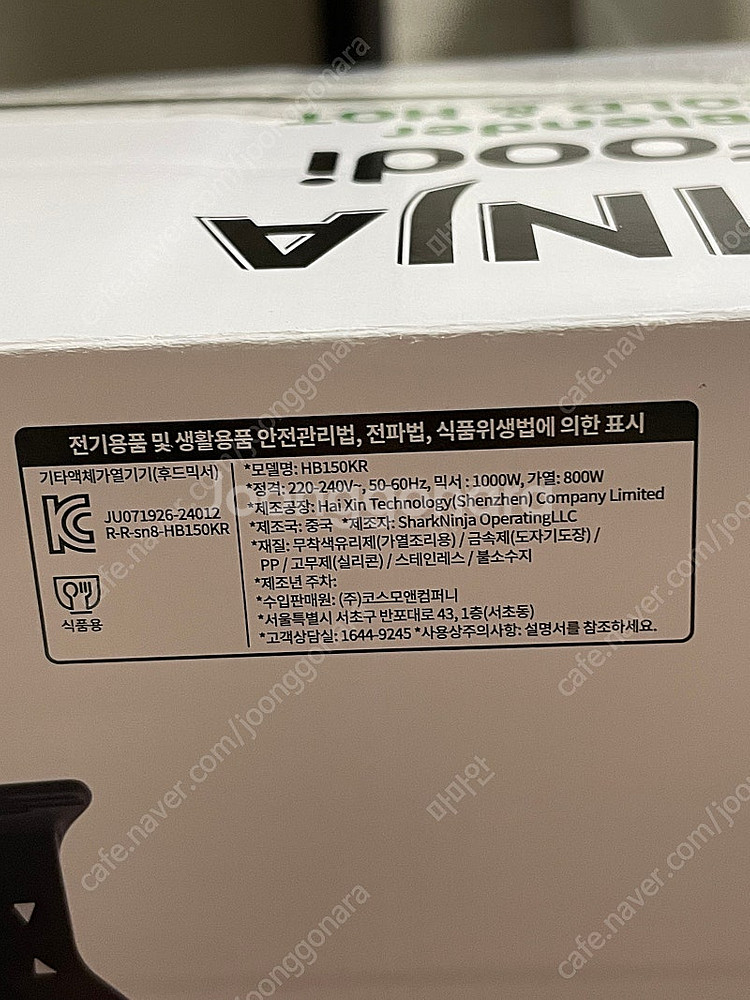 COLD & HOT
Blender
Foodi
NINJA
전기용품 및 생활용품 안전관리법, 전파법, 식품위생법에 의한 표시
기타액체가열기기(후드믹서)
JU071926-24012
R-R-sn8-HB150KR
식품용
*모델명: HB150KR
*정격: 220-240V~, 50-60Hz, 믹서 : 1000W, 가열: 800W
*제조공장: Hai Xin Technology(Shenzhen) Company Limited
*제조국: 중국 *제조자: SharkNinja OperatingLLC
*재질: 무착색유리제(가열조리용) / 금속제(도자기도장) /
PP / 고무제(실리콘) / 스테인레스 / 불소수지
*제조년 주차:
*수입판매원: (주)코스모앤컴퍼니
*서울특별시 서초구 반포대로 43, 1층(서초동)
*고객상담실: 1644-9245 *사용상주의사항: 설명서를 참조하세요.
Joonggonara
cafe.naver.com/joonggonara
마마안